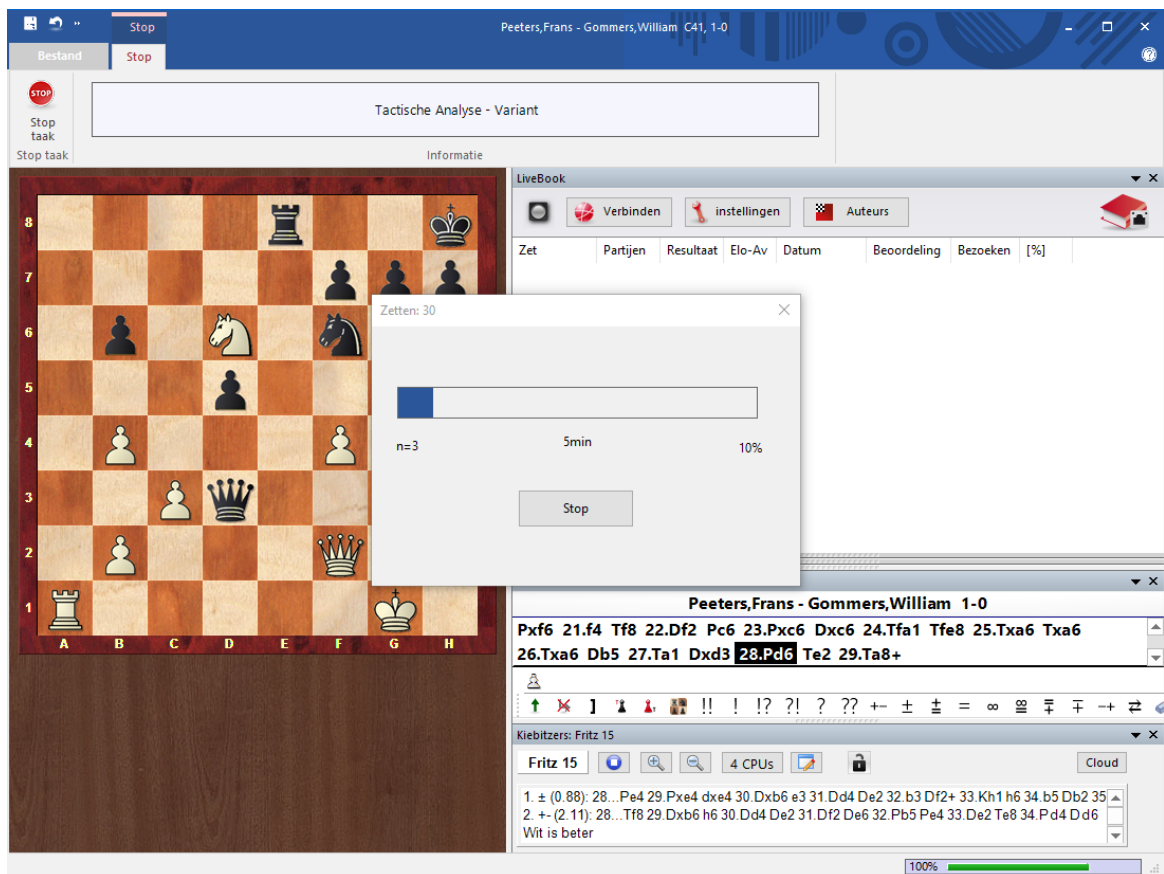 Stop
Peeters,Frans - Gommers,William C41, 1-0
Bestand
Stop
STOP
Stop taak
Tactische Analyse - Variant
Stop taak
Informatie
LiveBook
Verbinden
instellingen
Auteurs
Zet Partijen Resultaat Elo-Av Datum Beoordeling Bezoeken [%]
8
7
6
5
4
3
2
1
A B C D E F G H
Zetten: 30
n=3
5min
10%
Stop
Peeters,Frans - Gommers,William 1-0
Pxf6 21.f4 Tf8 22.Df2 Pc6 23.Pxc6 Dxc6 24.Tfa1 Tfe8 25.Txa6 Txa6
26.Txa6 Db5 27.Ta1 Dxd3 28.Pd6 Te2 29.Ta8+
] !! ! !? ?! ? ?? +− ± ⩲ = ∞ ⩱ ∓ −+ ⇄
Kiebitzers: Fritz 15
Fritz 15
4 CPUs
Cloud
1. ± (0.88): 28...Pe4 29.Pxe4 dxe4 30.Dxb6 e3 31.Dd4 De2 32.b3 Df2+ 33.Kh1 h6 34.b5 Db2 35
2. +- (2.11): 28...Tf8 29.Dxb6 h6 30.Dd4 De2 31.Df2 De6 32.Pb5 Pe4 33.De2 Te8 34.Pd4 Dd6
Wit is beter
100%